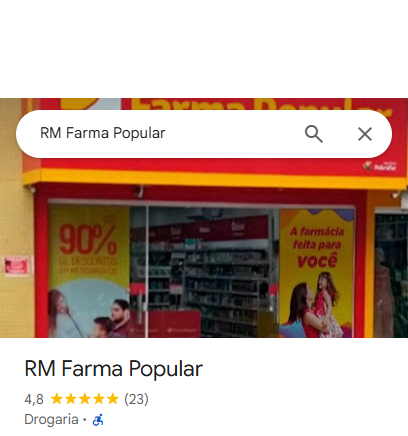 Farma Popular
RM Farma Popular
90%
DE DESCONTOS
EM MEDICAMENTOS
A farmácia
feita para
VOCÊ
RM Farma Popular
4,8 (23)
Drogaria ·